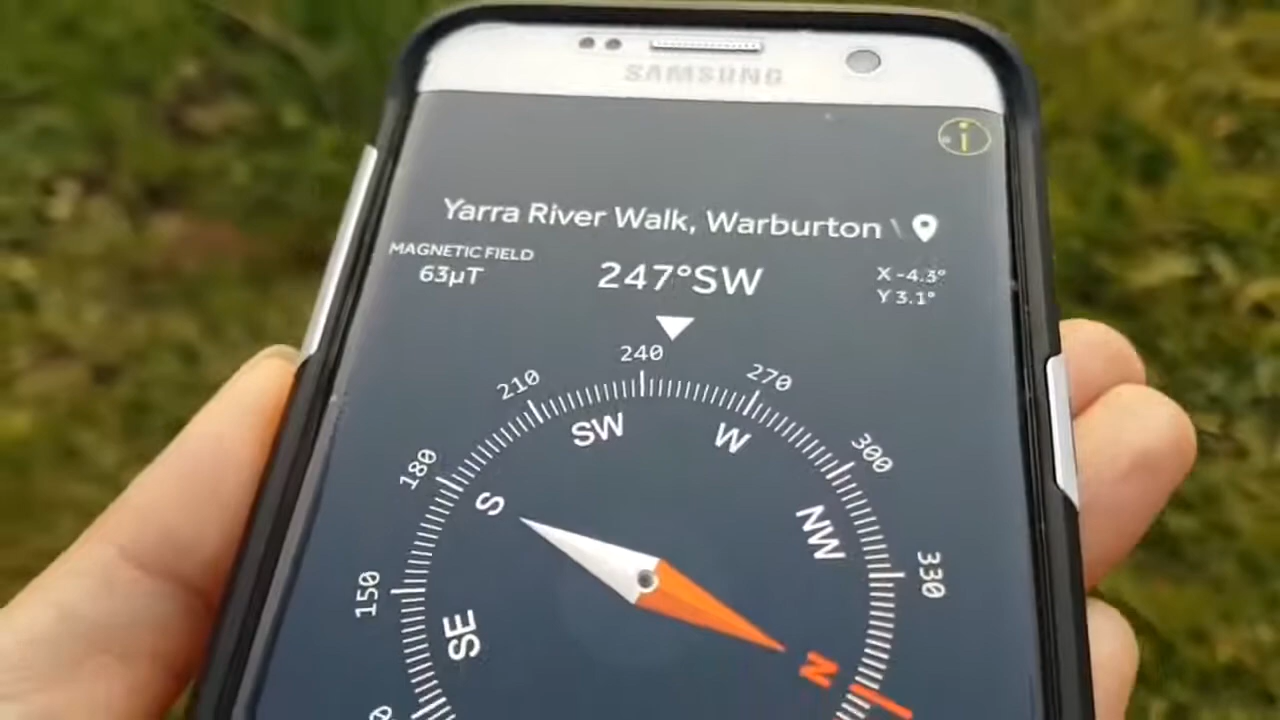 SAMSUNG
i
Yarra River Walk, Warburton
MAGNETIC FIELD
63µT
247°SW
X -4.3°
Y 3.1°
240
270
210
300
180
330
150
SW
W
S
NW
SE
N